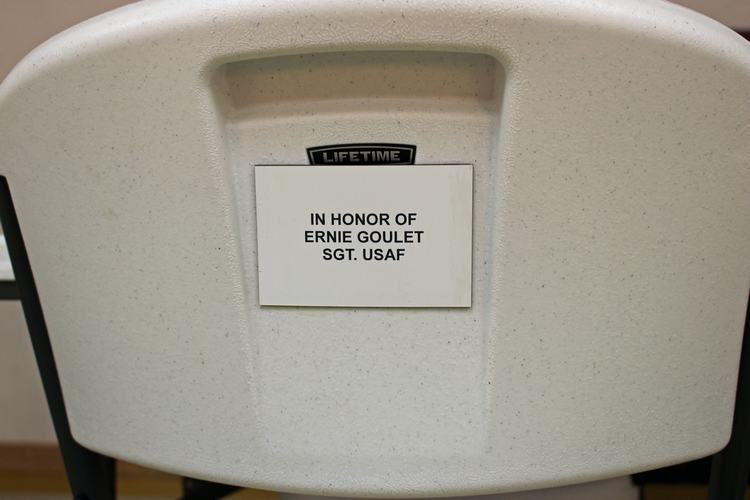 LIFETIME
IN HONOR OF
ERNIE GOULET
SGT. USAF